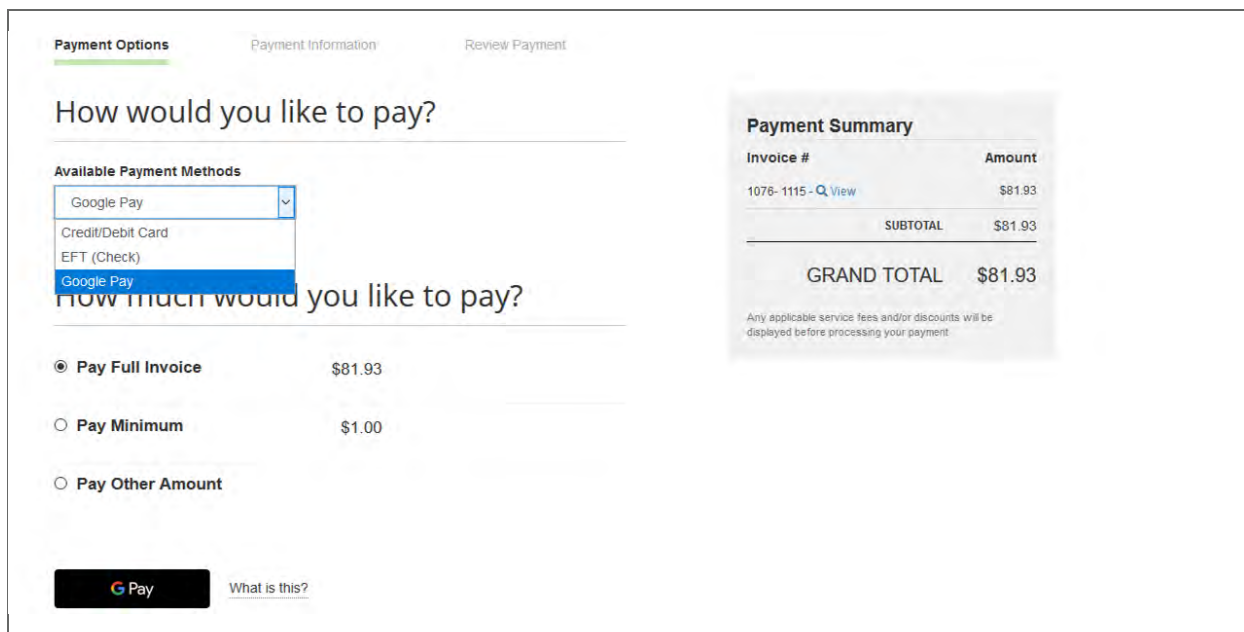 Payment Options Payment Information Review Payment
How would you like to pay?
Available Payment Methods
Google Pay
Credit/Debit Card
EFT (Check)
Google Pay
How much would you like to pay?
Pay Full Invoice $81.93
Pay Minimum $1.00
Pay Other Amount
G Pay What is this?
Payment Summary
Invoice # Amount
1076- 1115 - View $81.93
SUBTOTAL $81.93
GRAND TOTAL $81.93
Any applicable service fees and/or discounts will be
displayed before processing your payment